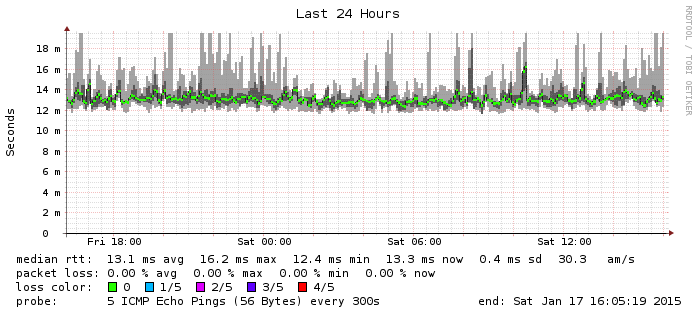 Last 24 Hours
RRDTOOL / TOBI OETIKER
Seconds
18 m
16 m
14 m
12 m
10 m
8 m
6 m
4 m
2 m
0
Fri 18:00 Sat 00:00 Sat 06:00 Sat 12:00
median rtt: 13.1 ms avg 16.2 ms max 12.4 ms min 13.3 ms now 0.4 ms sd 30.3 am/s
packet loss: 0.00 % avg 0.00 % max 0.00 % min 0.00 % now
loss color: 0 1/5 2/5 3/5 4/5
probe: 5 ICMP Echo Pings (56 Bytes) every 300s end: Sat Jan 17 16:05:19 2015